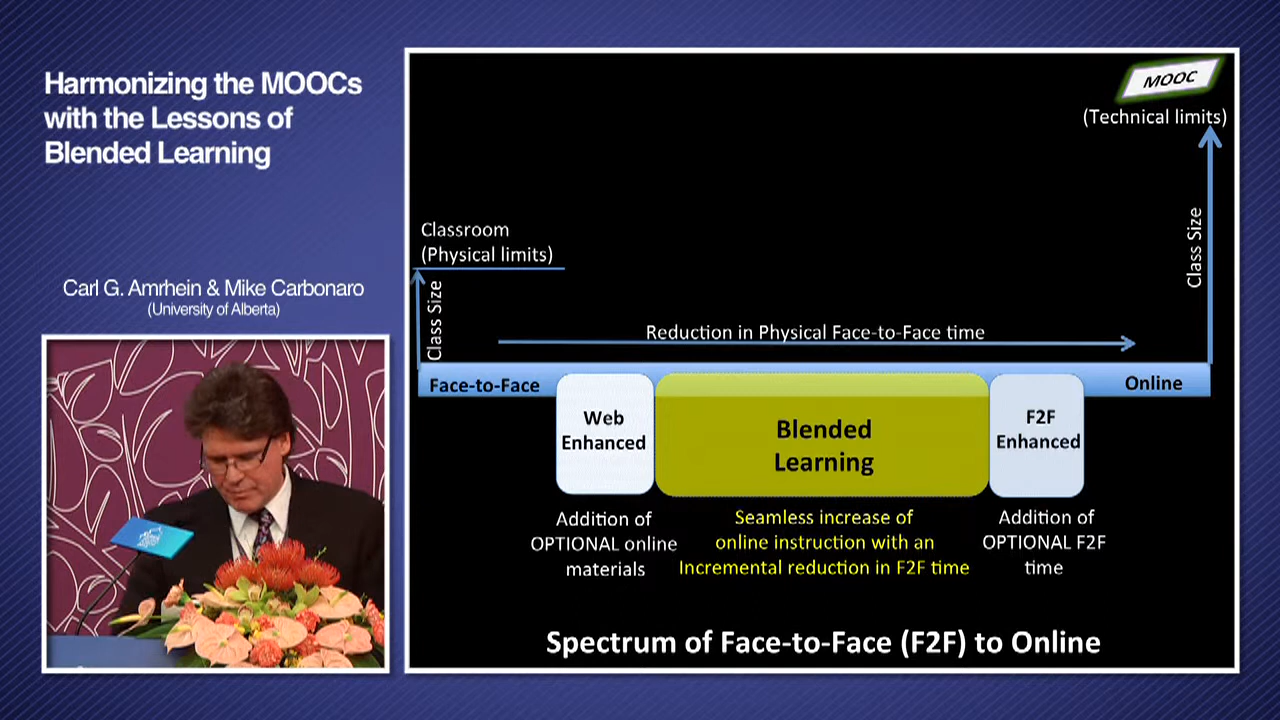 Harmonizing the MOOCs
with the Lessons of
Blended Learning
Carl G. Amrhein & Mike Carbonaro
(University of Alberta)
MOOC
(Technical limits)
Class Size
Classroom
(Physical limits)
Class Size
Reduction in Physical Face-to-Face time
Face-to-Face
Online
Web
Enhanced
Blended
Learning
F2F
Enhanced
Addition of
OPTIONAL online
materials
Seamless increase of
online instruction with an
Incremental reduction in F2F time
Addition of
OPTIONAL F2F
time
Spectrum of Face-to-Face (F2F) to Online